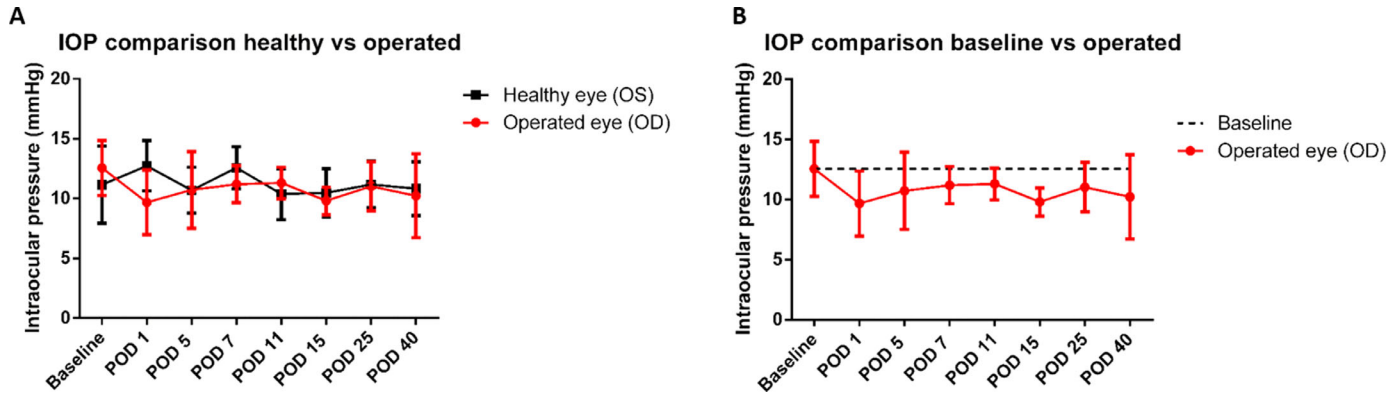 A
IOP comparison healthy vs operated
Intraocular pressure (mmHg)
20
15
10
5
0
Baseline
POD 1
POD 5
POD 7
POD 11
POD 15
POD 25
POD 40
Healthy eye (OS)
Operated eye (OD)
B
IOP comparison baseline vs operated
Intraocular pressure (mmHg)
20
15
10
5
0
Baseline
POD 1
POD 5
POD 7
POD 11
POD 15
POD 25
POD 40
Baseline
Operated eye (OD)